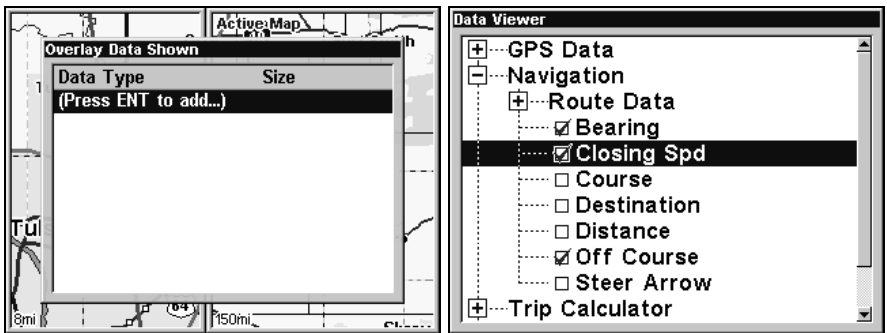 Active Map
Overlay Data Shown
Data Type Size
(Press ENT to add...)
8mi
64
150mi
Data Viewer
GPS Data
Navigation
Route Data
Bearing
Closing Spd
Course
Destination
Distance
Off Course
Steer Arrow
Trip Calculator